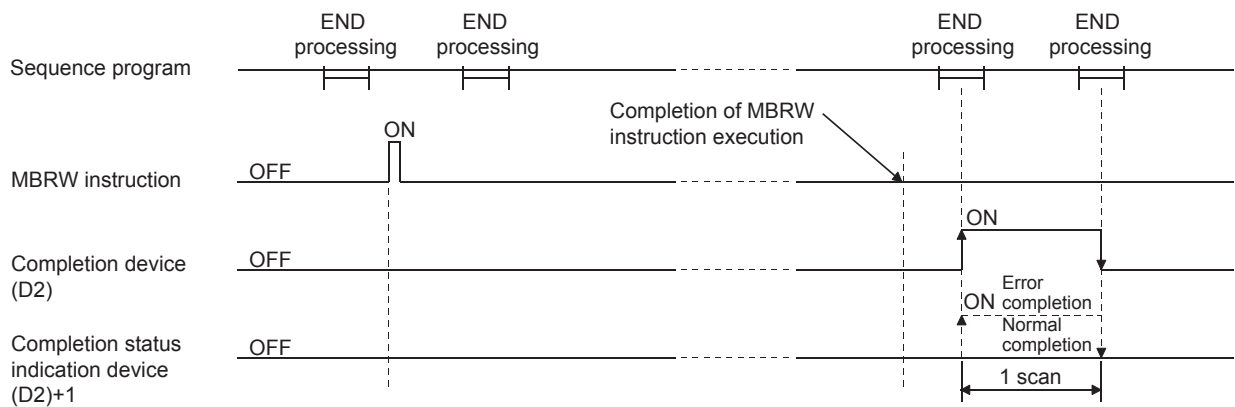 END
processing
END
processing
END
processing
END
processing
Sequence program
Completion of MBRW
instruction execution
ON
MBRW instruction
OFF
ON
Completion device
(D2)
OFF
ON
Error
completion
Normal
completion
Completion status
indication device
(D2)+1
OFF
1 scan